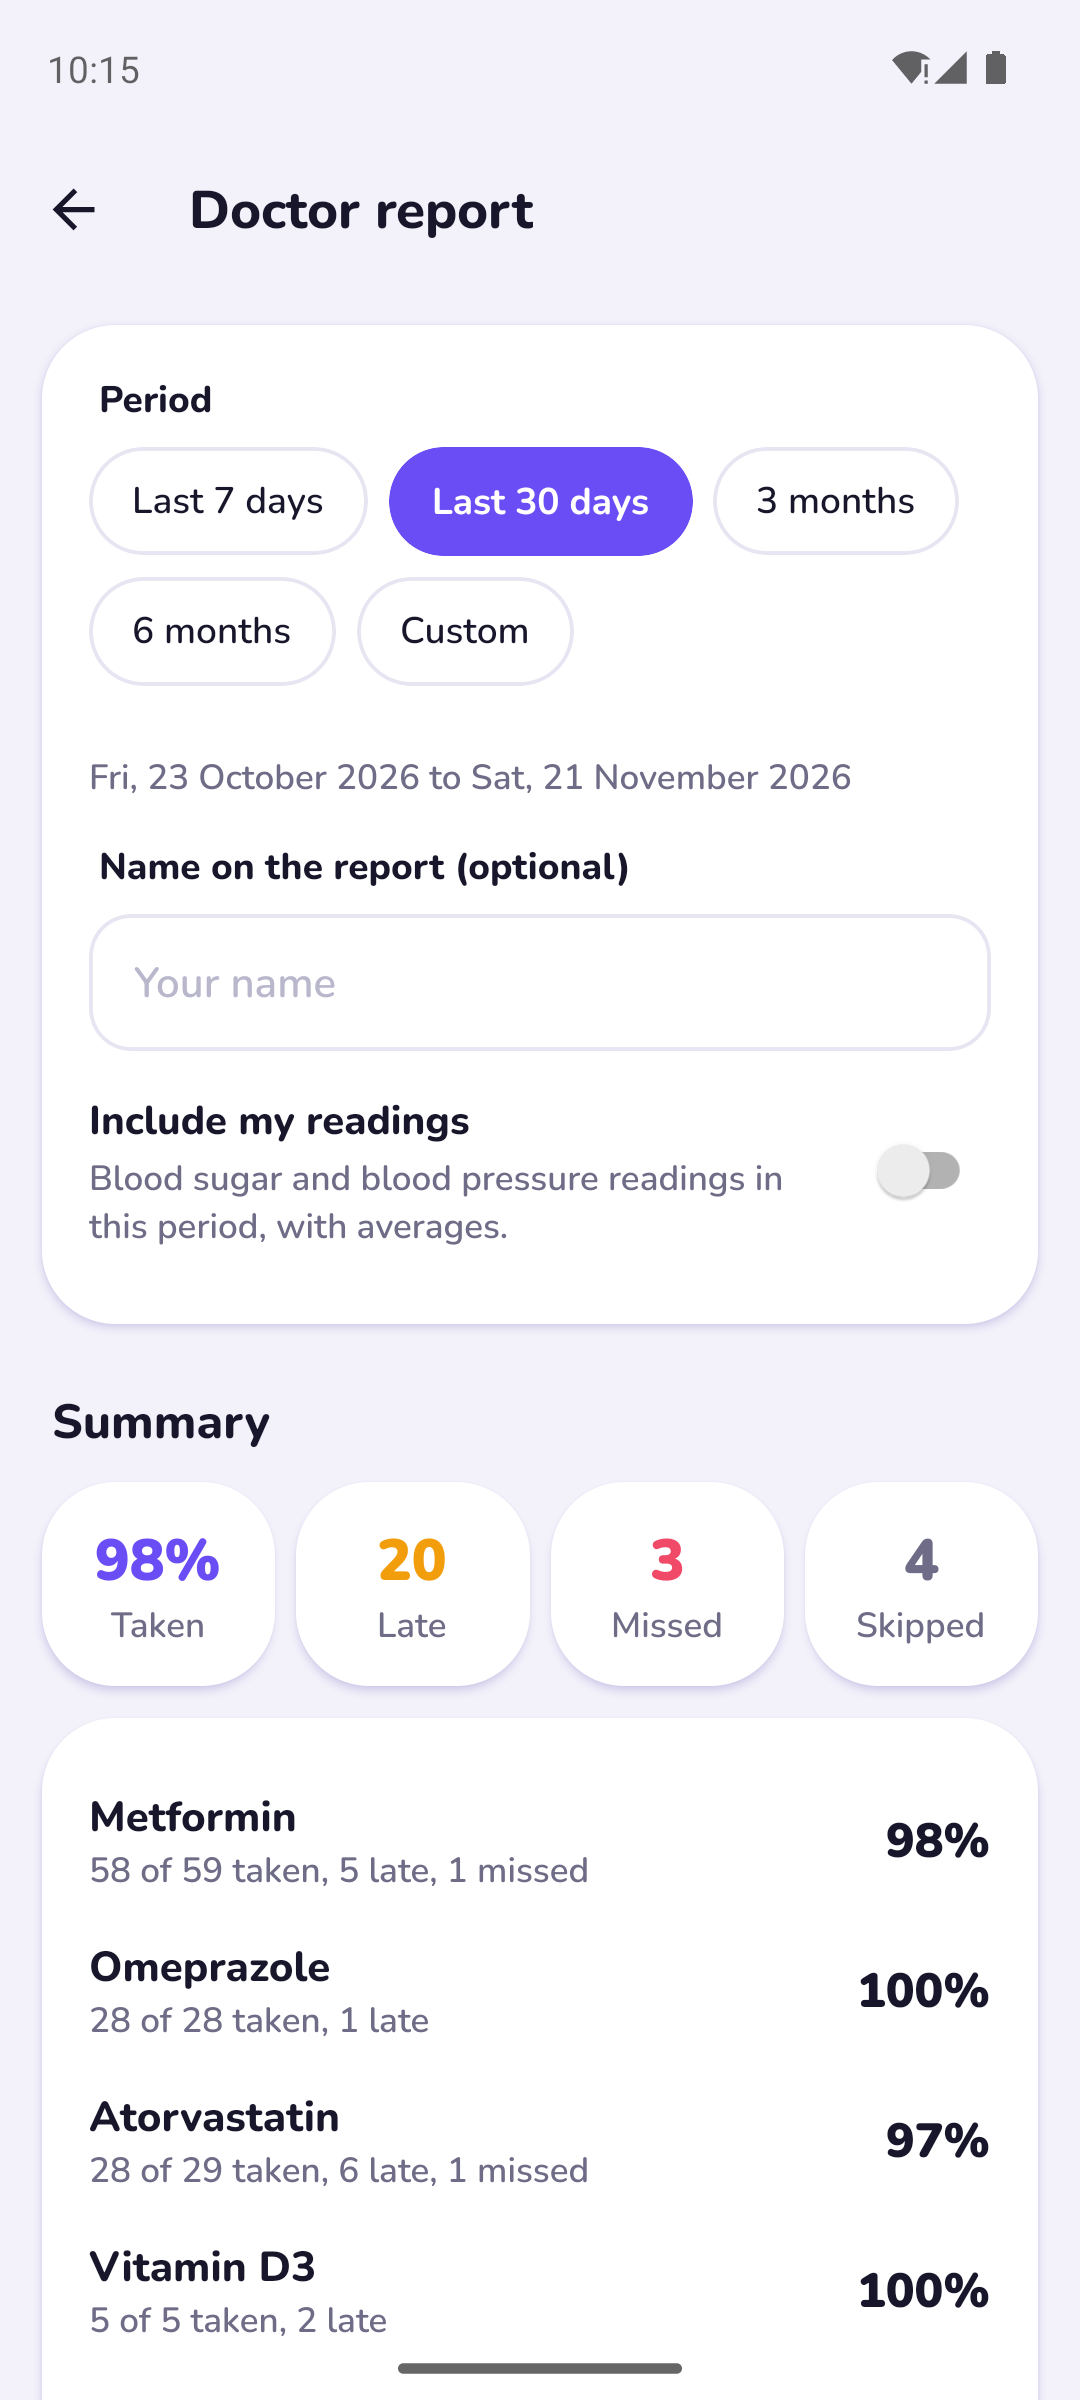 10:15
Doctor report
Period
Last 7 days
Last 30 days
3 months
6 months
Custom
Fri, 23 October 2026 to Sat, 21 November 2026
Name on the report (optional)
Your name
Include my readings
Blood sugar and blood pressure readings in
this period, with averages.
Summary
98%
Taken
20
Late
3
Missed
4
Skipped
Metformin
58 of 59 taken, 5 late, 1 missed
98%
Omeprazole
28 of 28 taken, 1 late
100%
Atorvastatin
28 of 29 taken, 6 late, 1 missed
97%
Vitamin D3
5 of 5 taken, 2 late
100%